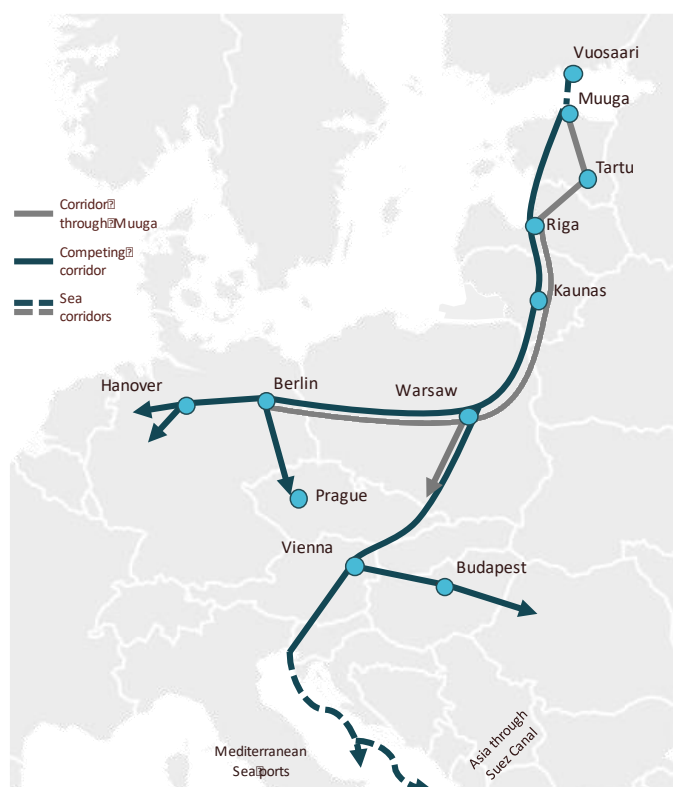 Vuosaari
Muuga
Tartu
Corridor
through Muuga
Riga
Competing
corridor
Kaunas
Sea
corridors
Hanover
Berlin
Warsaw
Prague
Vienna
Budapest
Mediterranean
Sea ports
Asia through
Suez Canal